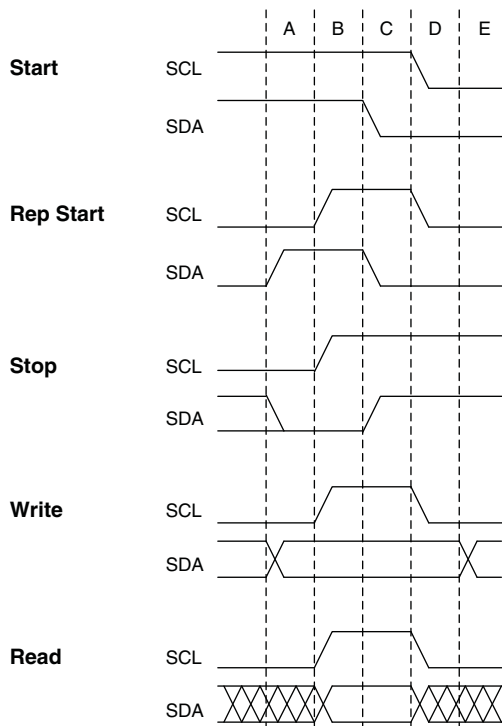 A B C D E
Start SCL
SDA
Rep Start SCL
SDA
Stop SCL
SDA
Write SCL
SDA
Read SCL
SDA